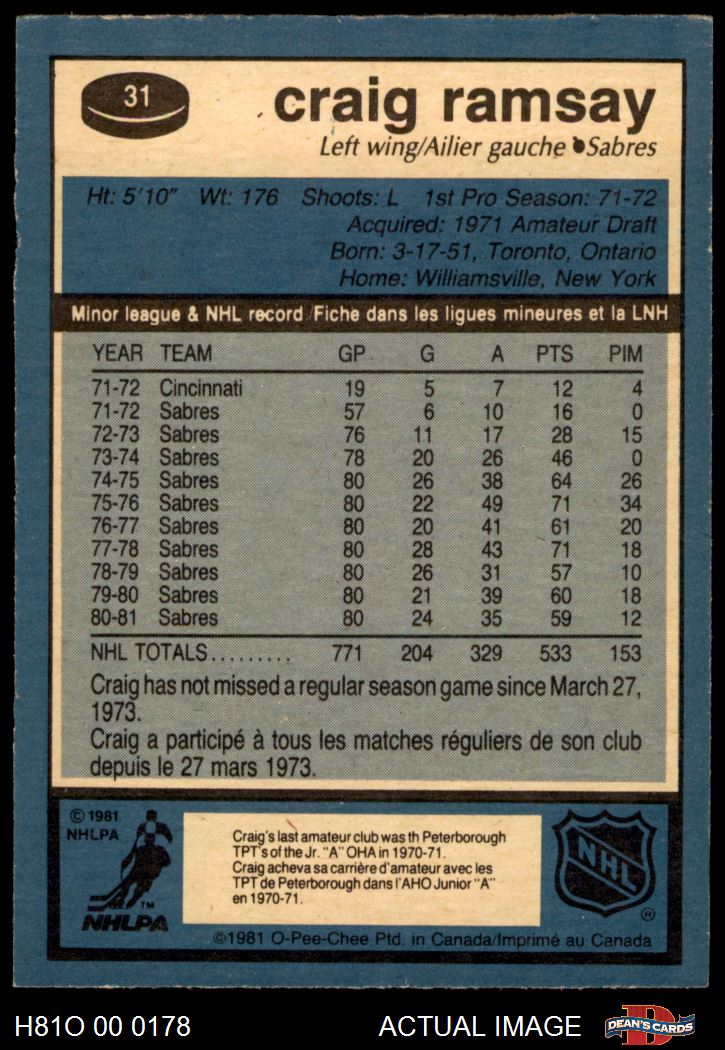 31
craig ramsay
Left wing/Ailier gauche Sabres
Ht: 5'10" Wt: 176 Shoots: L 1st Pro Season: 71-72
Acquired: 1971 Amateur Draft
Born: 3-17-51, Toronto, Ontario
Home: Williamsville, New York
Minor league & NHL record/Fiche dans les ligues mineures et la LNH
YEAR TEAM GP G A PTS PIM
71-72 Cincinnati 19 5 7 12 4
71-72 Sabres 57 6 10 16 0
72-73 Sabres 76 11 17 28 15
73-74 Sabres 78 20 26 46 0
74-75 Sabres 80 26 38 64 26
75-76 Sabres 80 22 49 71 34
76-77 Sabres 80 20 41 61 20
77-78 Sabres 80 28 43 71 18
78-79 Sabres 80 26 31 57 10
79-80 Sabres 80 21 39 60 18
80-81 Sabres 80 24 35 59 12
NHL TOTALS......... 771 204 329 533 153
Craig has not missed a regular season game since March 27,
1973.
Craig a participé à tous les matches réguliers de son club
depuis le 27 mars 1973.
© 1981
NHLPA
™
NHLPA
Craig's last amateur club was th Peterborough
TPT's of the Jr. "A" OHA in 1970-71.
Craig acheva sa carrière d'amateur avec les
TPT de Peterborough dans l'AHO Junior "A"
en 1970-71.
NHL
®
©1981 O-Pee-Chee Ptd. in Canada/Imprimé au Canada
H81O 00 0178
ACTUAL IMAGE
D
DEAN'S CARDS